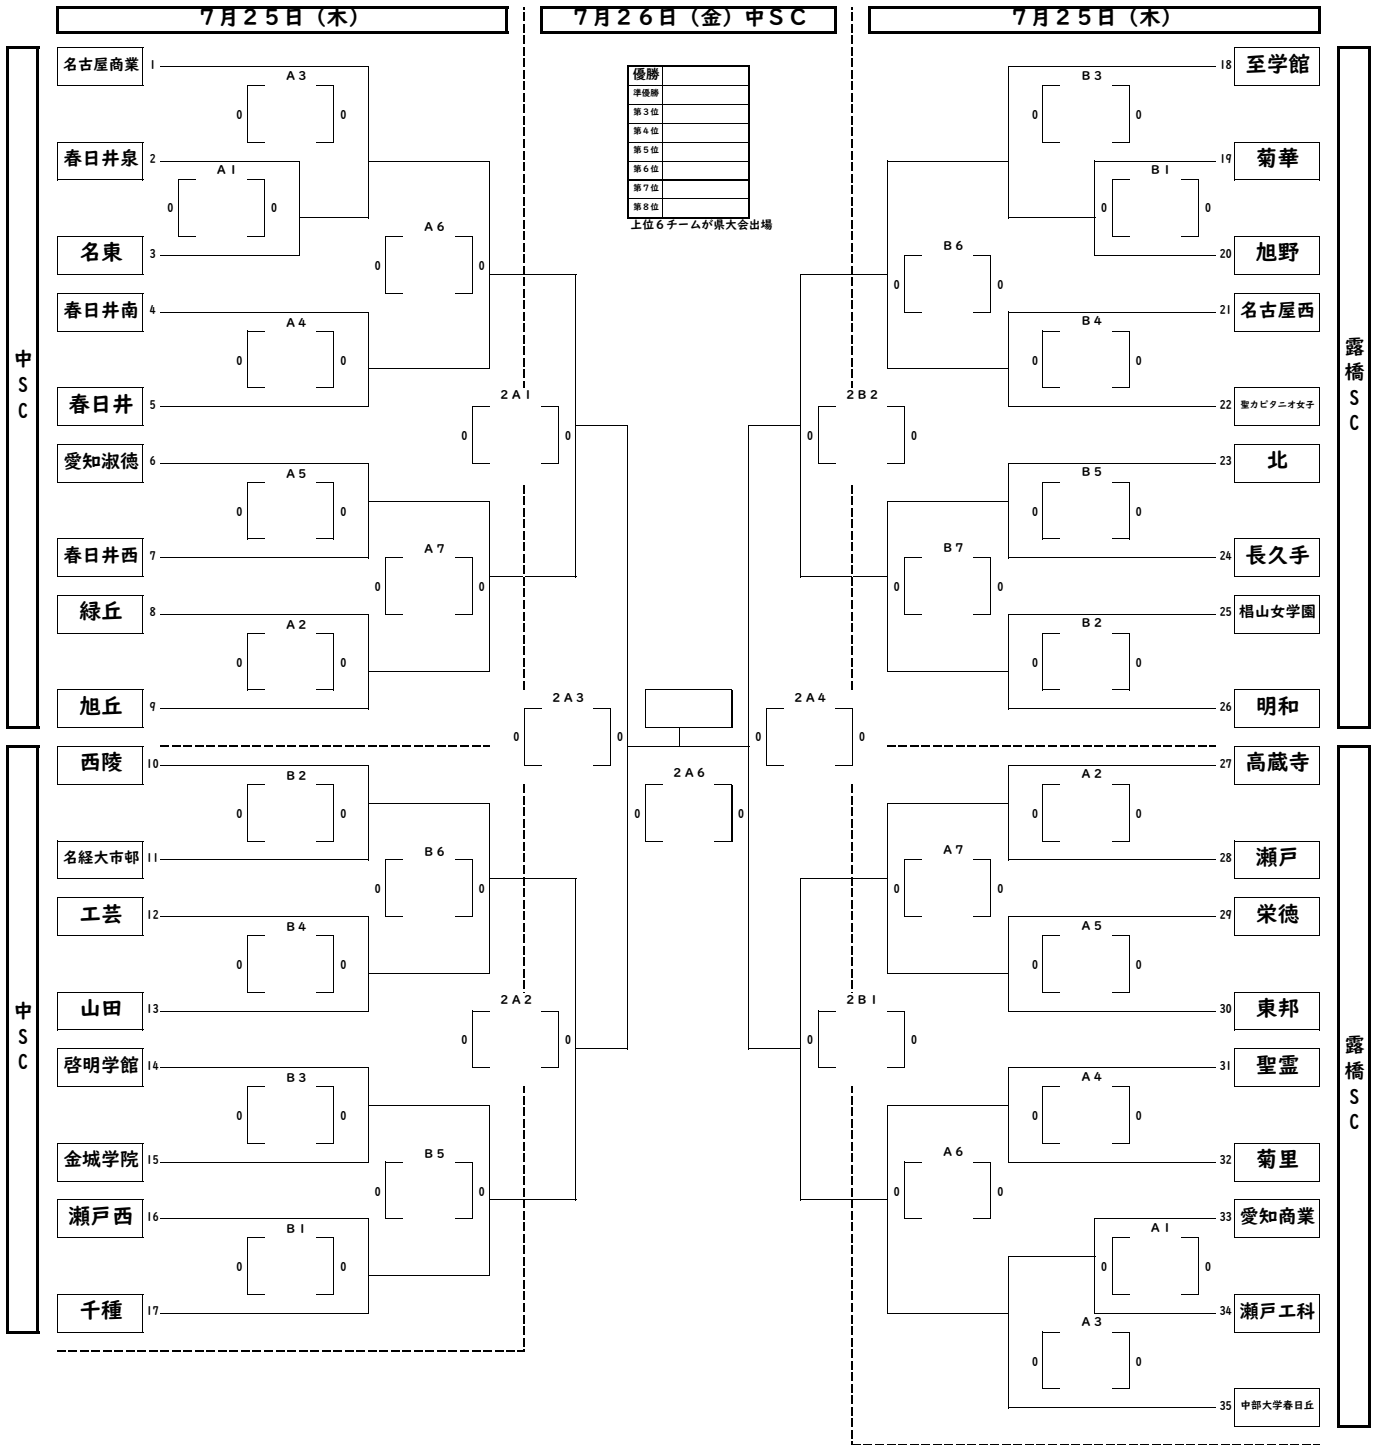 ７月２５日（木）
７月２６日（金）中ＳＣ
７月２５日（木）
中ＳＣ
名古屋商業 1
A3
0 0
春日井泉 2
A1
0 0
名東 3
A6
0 0
春日井南 4
A4
0 0
春日井 5
2A1
0 0
愛知淑徳 6
A5
0 0
春日井西 7
A7
0 0
緑丘 8
A2
0 0
旭丘 9
2A3
0 0
中ＳＣ
西陵 10
B2
0 0
名経大市邨 11
B6
0 0
工芸 12
B4
0 0
山田 13
2A2
0 0
啓明学館 14
B3
0 0
金城学院 15
B5
0 0
瀬戸西 16
B1
0 0
千種 17
優勝
準優勝
第３位
第４位
第５位
第６位
第７位
第８位
上位６チームが県大会出場
2A6
0 0
露橋ＳＣ
18 至学館
B3
0 0
19 菊華
B1
0 0
20 旭野
B6
0 0
21 名古屋西
B4
0 0
22 聖カピタニオ女子
2B2
0 0
23 北
B5
0 0
24 長久手
B7
0 0
25 椙山女学園
B2
0 0
26 明和
2A4
0 0
露橋ＳＣ
27 高蔵寺
A2
0 0
28 瀬戸
A7
0 0
29 栄徳
A5
0 0
30 東邦
2B1
0 0
31 聖霊
A4
0 0
32 菊里
A6
0 0
33 愛知商業
A1
0 0
34 瀬戸工科
A3
0 0
35 中部大学春日丘